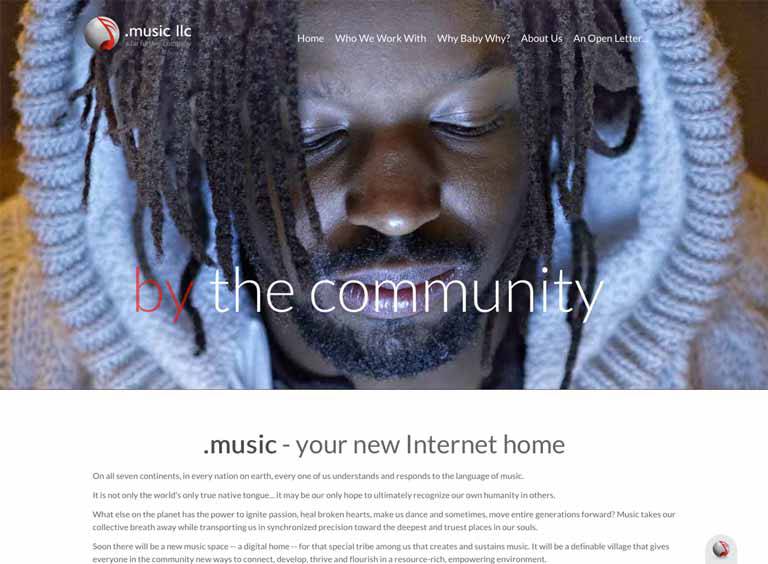 .music llc
a far further company
Home Who We Work With Why Baby Why? About Us An Open Letter...
by the community
.music - your new Internet home
On all seven continents, in every nation on earth, every one of us understands and responds to the language of music.
It is not only the world's only true native tongue... it may be our only hope to ultimately recognize our own humanity in others.
What else on the planet has the power to ignite passion, heal broken hearts, make us dance and sometimes, move entire generations forward? Music takes our
collective breath away while transporting us in synchronized precision toward the deepest and truest places in our souls.
Soon there will be a new music space -- a digital home -- for that special tribe among us that creates and sustains music. It will be a definable village that gives
everyone in the community new ways to connect, develop, thrive and flourish in a resource-rich, empowering environment.